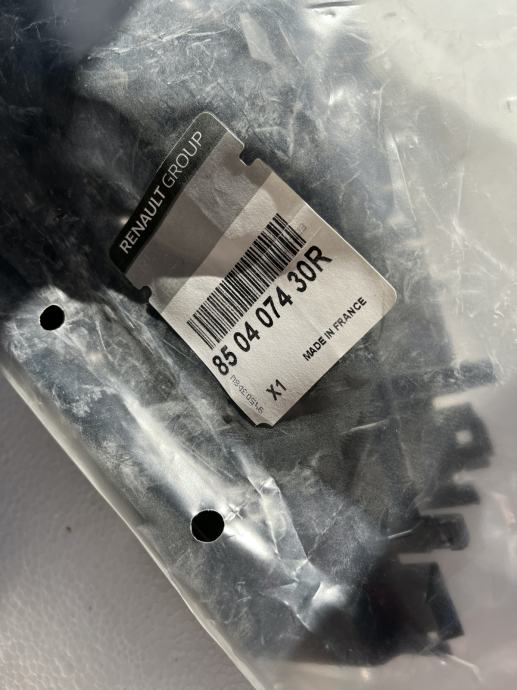 RENAULT GROUP
85 04 074 30R
X1
MADE IN FRANCE